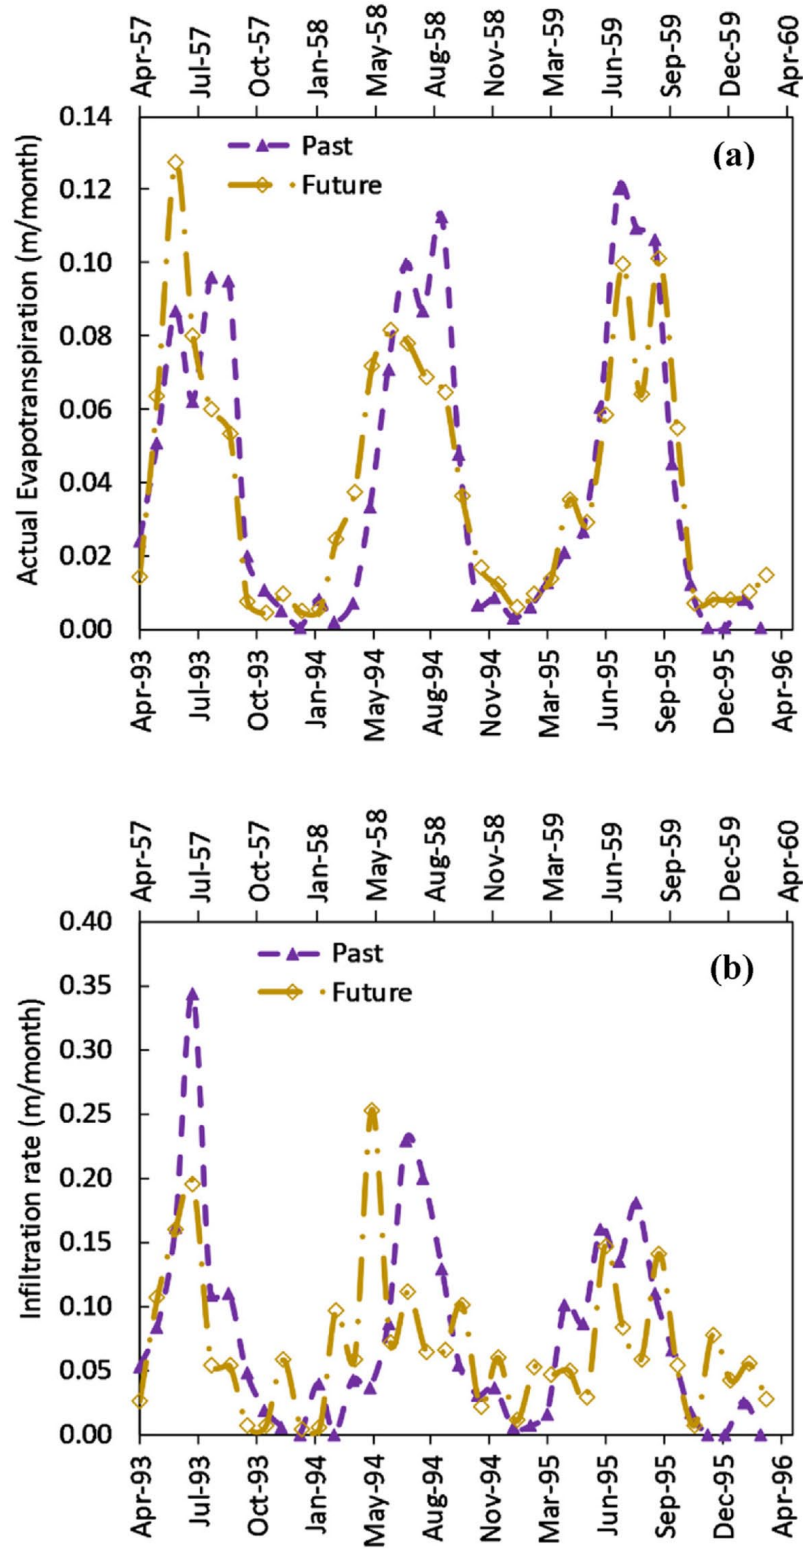 Apr-57 Jul-57 Oct-57 Jan-58 May-58 Aug-58 Nov-58 Mar-59 Jun-59 Sep-59 Dec-59 Apr-60
Actual Evapotranspiration (m/month)
0.14
0.12
0.10
0.08
0.06
0.04
0.02
0.00
Past
Future
(a)
Apr-93 Jul-93 Oct-93 Jan-94 May-94 Aug-94 Nov-94 Mar-95 Jun-95 Sep-95 Dec-95 Apr-96
Apr-57 Jul-57 Oct-57 Jan-58 May-58 Aug-58 Nov-58 Mar-59 Jun-59 Sep-59 Dec-59 Apr-60
Infiltration rate (m/month)
0.40
0.35
0.30
0.25
0.20
0.15
0.10
0.05
0.00
Past
Future
(b)
Apr-93 Jul-93 Oct-93 Jan-94 May-94 Aug-94 Nov-94 Mar-95 Jun-95 Sep-95 Dec-95 Apr-96